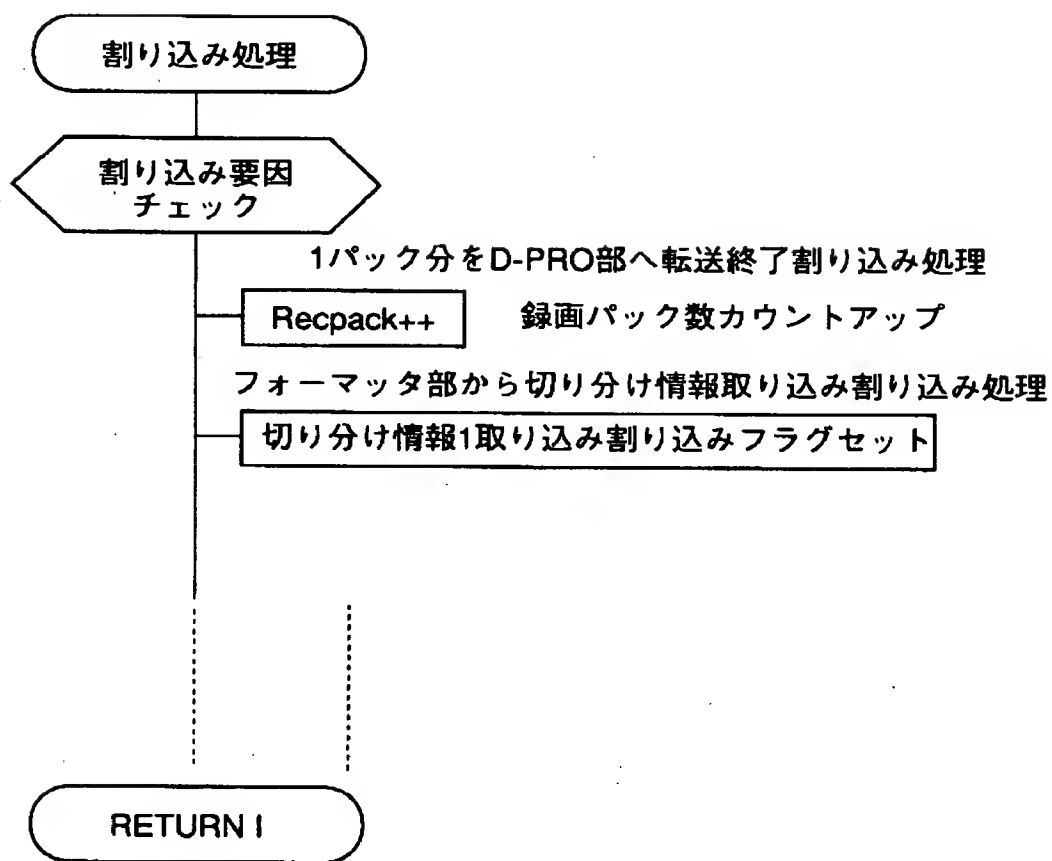 割り込み処理
割り込み要因
チェック
1パック分をD-PRO部へ転送終了割り込み処理
Recpack++ 録画パック数カウントアップ
フォーマッタ部から切り分け情報取り込み割り込み処理
切り分け情報1取り込み割り込みフラグセット
RETURN I